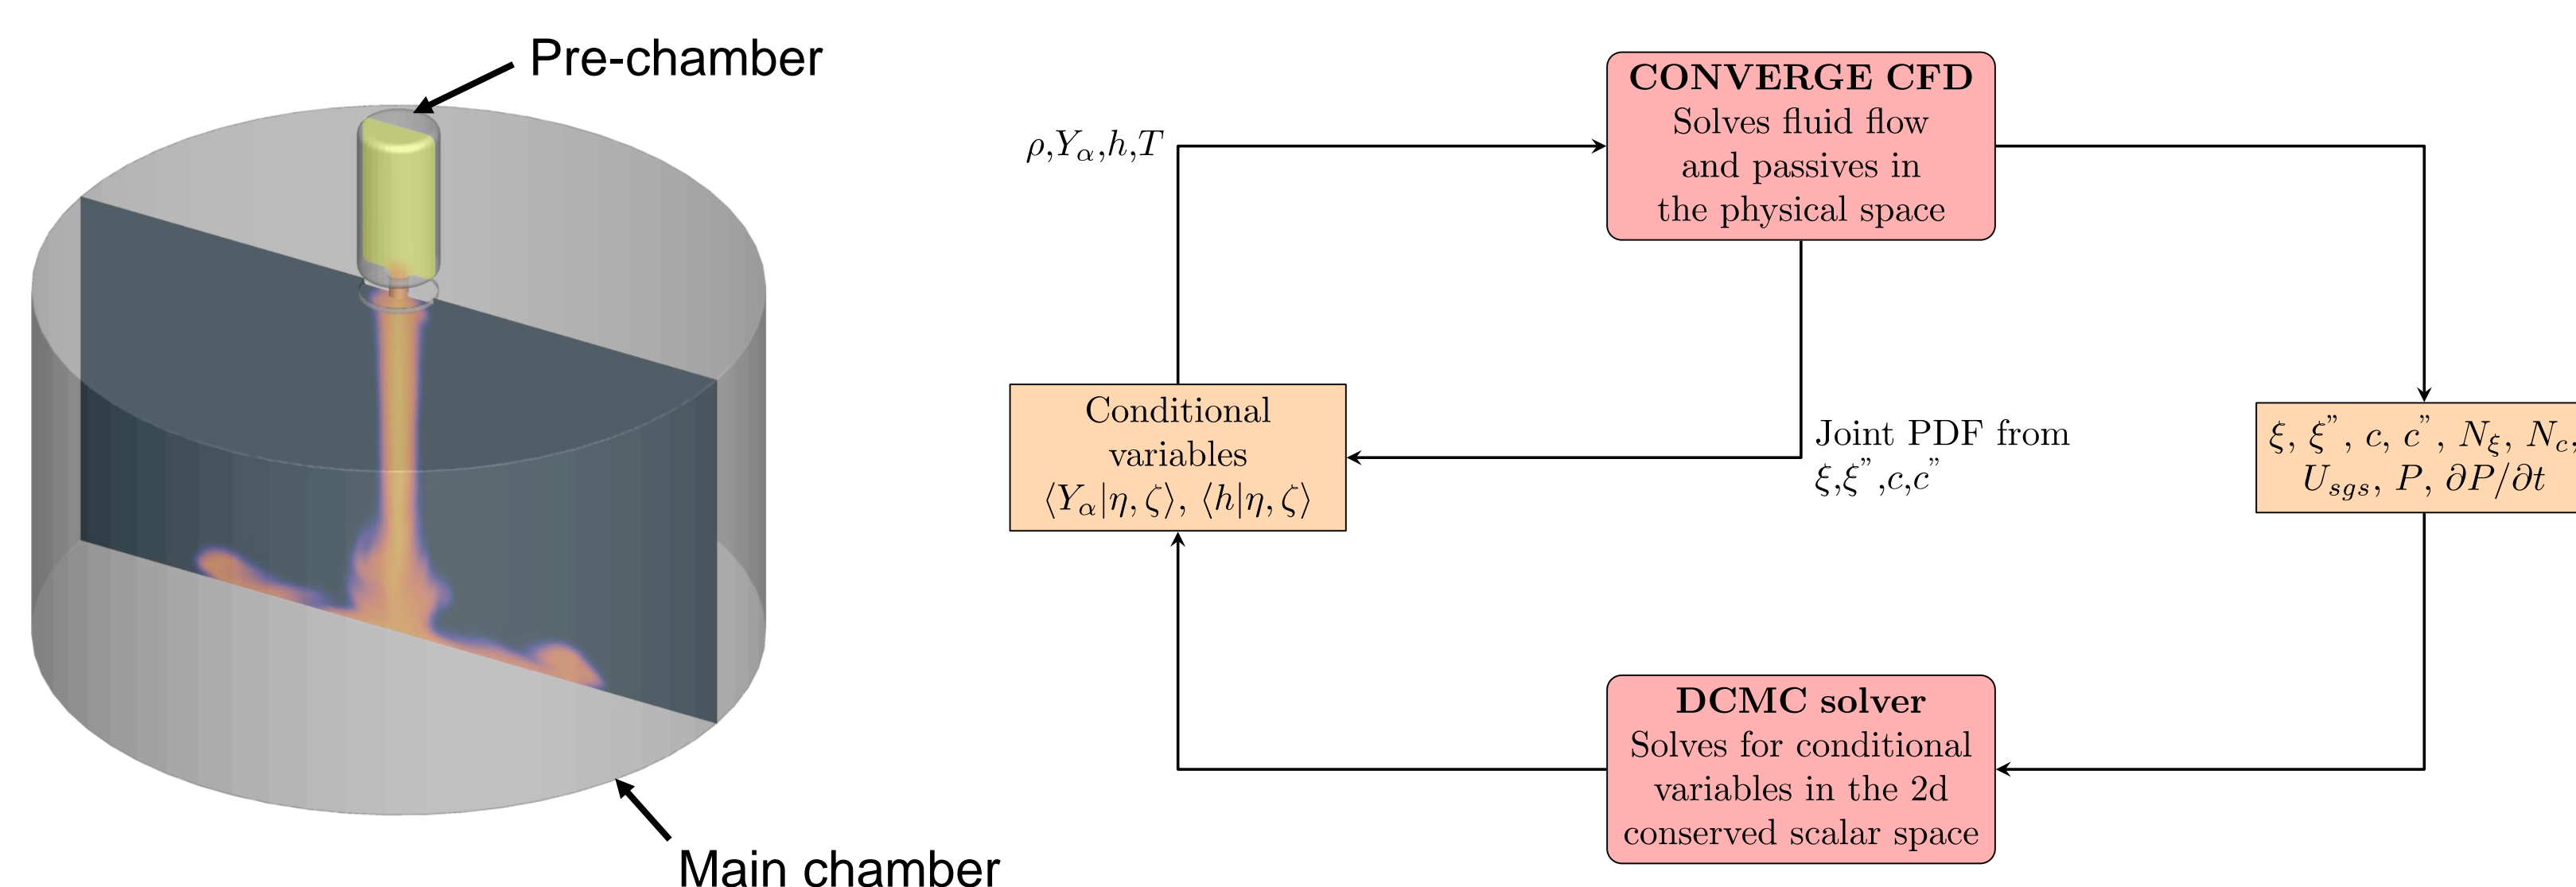 Pre-chamber
Main chamber
CONVERGE CFD
Solves fluid flow
and passives in
the physical space
ρ,Y_α,h,T
Conditional
variables
⟨Y_α|η, ζ⟩, ⟨h|η, ζ⟩
Joint PDF from
ξ,ξ",c,c"
ξ, ξ", c, c", N_ξ, N_c,
U_sgs, P, ∂P/∂t
DCMC solver
Solves for conditional
variables in the 2d
conserved scalar space